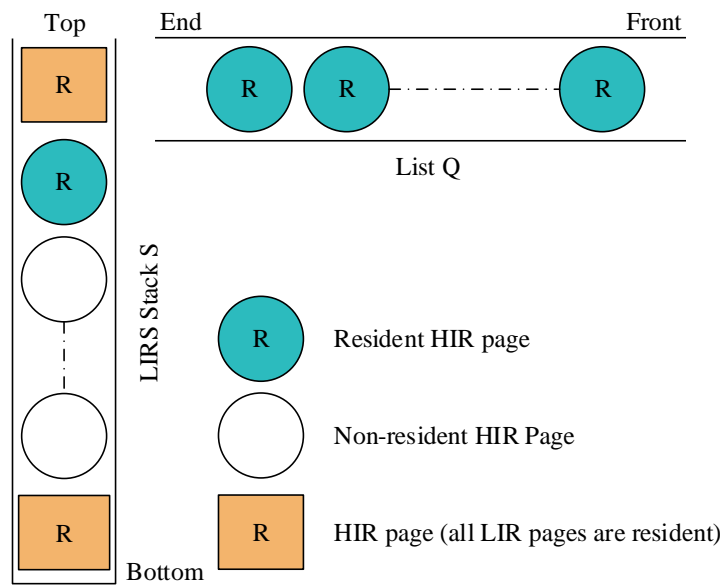 Top
End
Front
R
R
R
R
R
List Q
LIRS Stack S
R
Resident HIR page
Non-resident HIR Page
R
R
HIR page (all LIR pages are resident)
Bottom